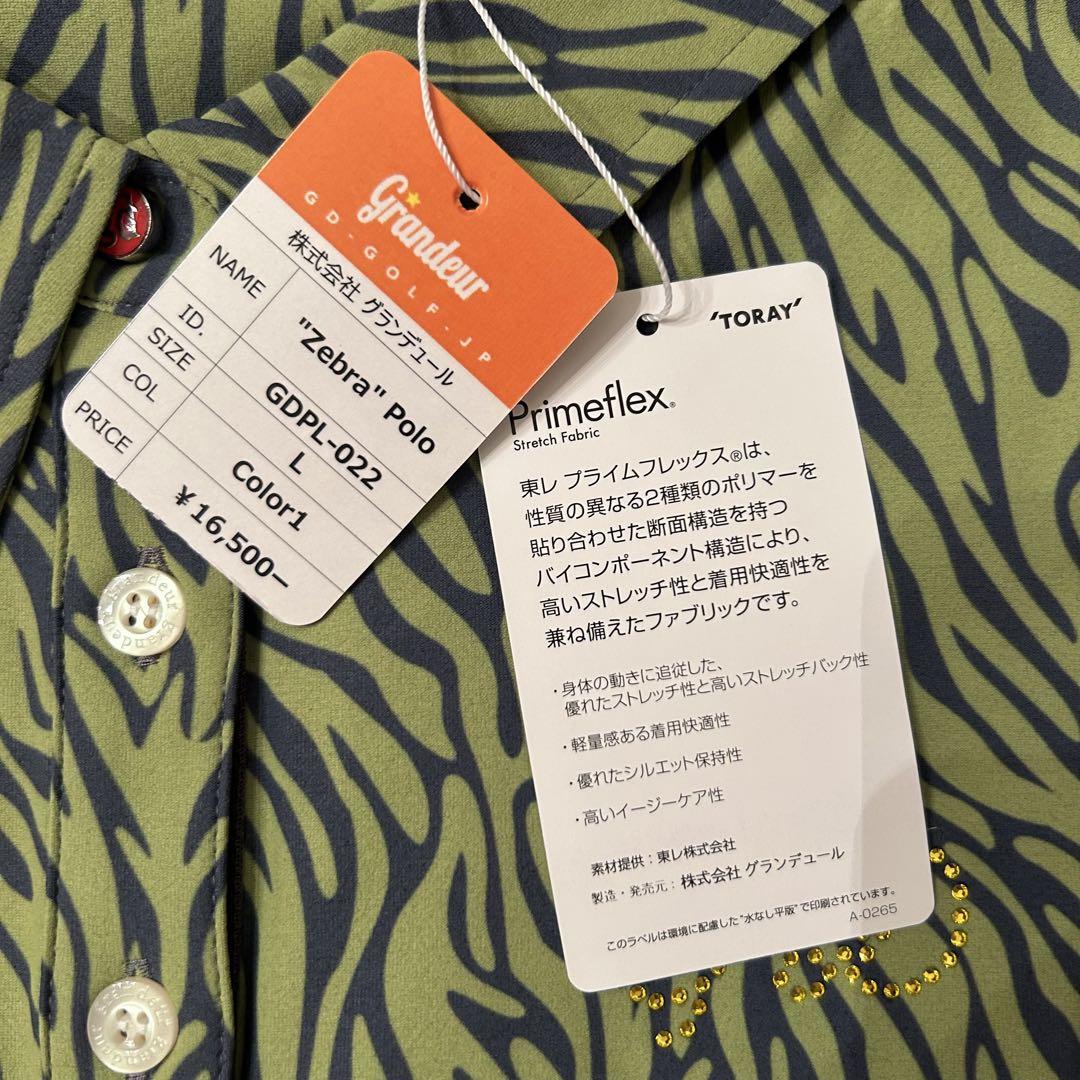 Grandeur
GD-GOLF-JP
株式会社 グランデュール
NAME "Zebra" Polo
ID. GDPL-022
SIZE L
COL Color1
PRICE ￥16,500ー
'TORAY'
Primeflex®
Stretch Fabric
東レ プライムフレックス®は、
性質の異なる2種類のポリマーを
貼り合わせた断面構造を持つ
バイコンポーネント構造により、
高いストレッチ性と着用快適性を
兼ね備えたファブリックです。
・身体の動きに追従した、
優れたストレッチ性と高いストレッチバック性
・軽量感ある着用快適性
・優れたシルエット保持性
・高いイージーケア性
素材提供：東レ株式会社
製造・発売元：株式会社 グランデュール
このラベルは環境に配慮した"水なし平版"で印刷されています。
A-0265
Grandeur